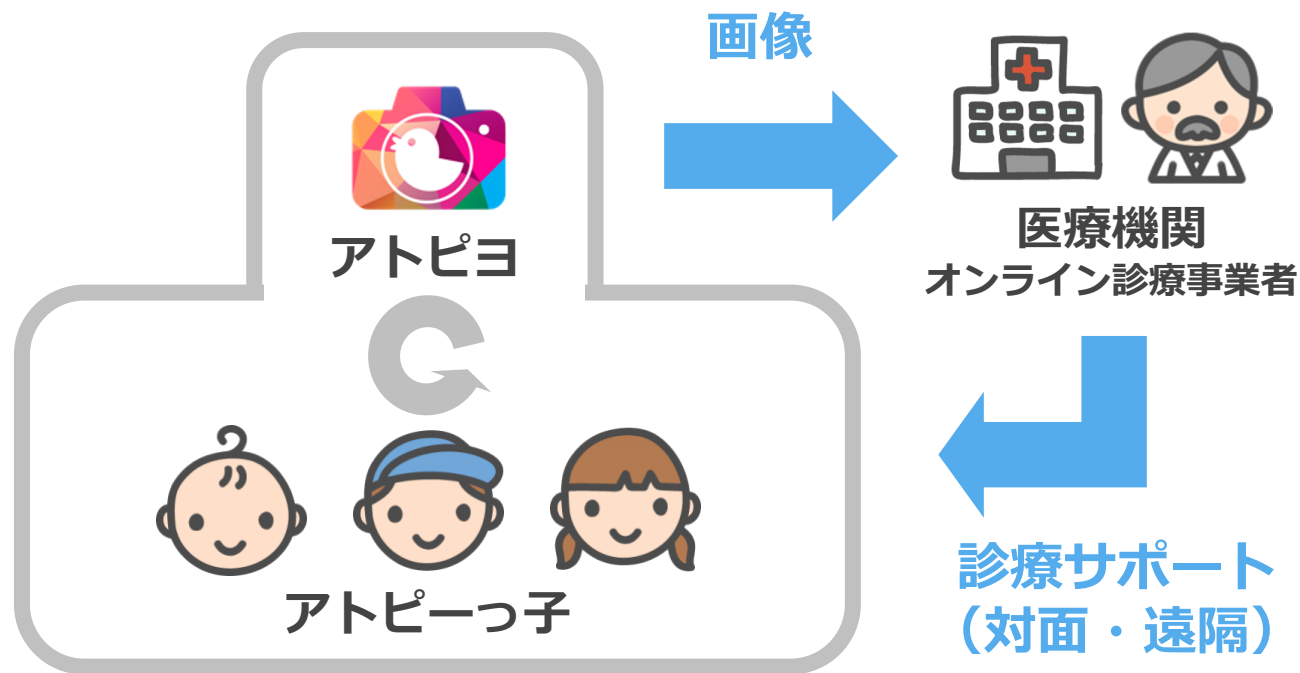 画像
アトピヨ
医療機関
オンライン診療事業者
アトピーっ子
診療サポート
（対面・遠隔）